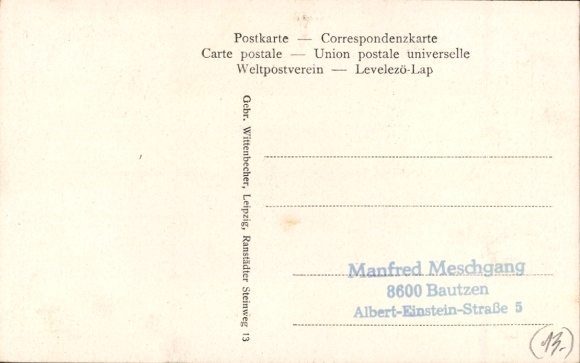 Postkarte — Correspondenzkarte
Carte postale — Union postale universelle
Weltpostverein — Levelezö-Lap
Gebr. Wittenbecher, Leipzig, Ranstädter Steinweg 13
Manfred Meschgang
8600 Bautzen
Albert-Einstein-Straße 5
(13.)